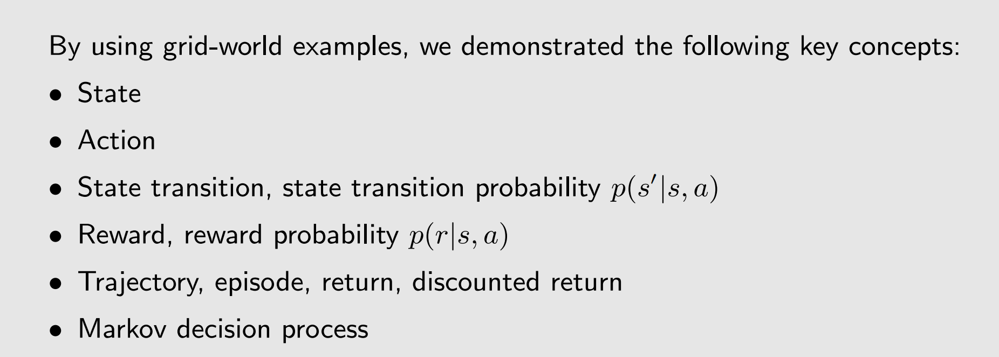 By using grid-world examples, we demonstrated the following key concepts:
• State
• Action
• State transition, state transition probability p(s′|s, a)
• Reward, reward probability p(r|s, a)
• Trajectory, episode, return, discounted return
• Markov decision process